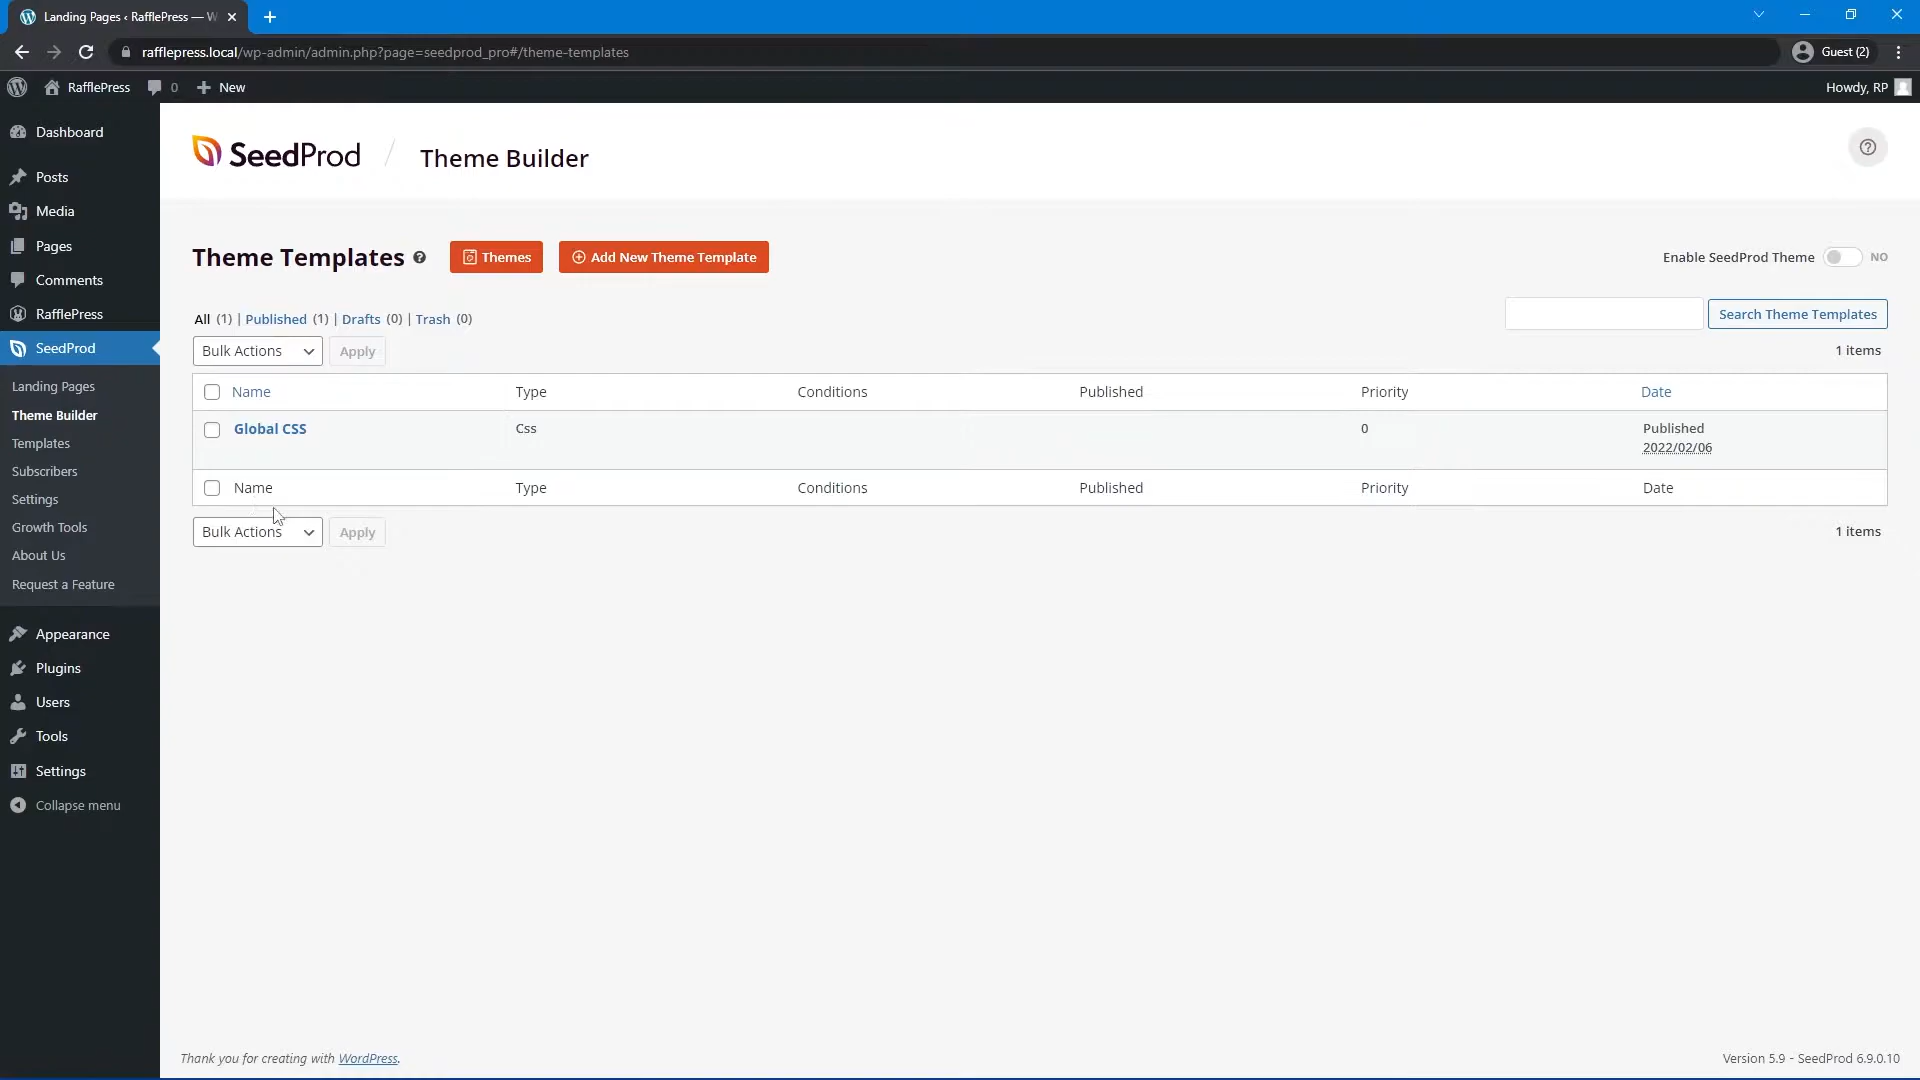 Landing Pages ‹ RafflePress — W
rafflepress.local/wp-admin/admin.php?page=seedprod_pro#/theme-templates
Guest (2)
RafflePress 0 New
Howdy, RP
Dashboard
Posts
Media
Pages
Comments
RafflePress
SeedProd
Landing Pages
Theme Builder
Templates
Subscribers
Settings
Growth Tools
About Us
Request a Feature
Appearance
Plugins
Users
Tools
Settings
Collapse menu
SeedProd / Theme Builder
Theme Templates Themes Add New Theme Template
Enable SeedProd Theme NO
All (1) | Published (1) | Drafts (0) | Trash (0)
Search Theme Templates
Bulk Actions Apply
1 items
Name Type Conditions Published Priority Date
Global CSS Css 0 Published
2022/02/06
Name Type Conditions Published Priority Date
Bulk Actions Apply
1 items
Thank you for creating with WordPress.
Version 5.9 - SeedProd 6.9.0.10